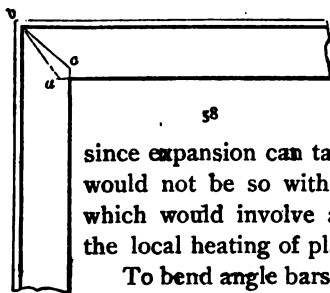 v
c
a
58
since expansion can ta
would not be so with
which would involve a
the local heating of pl
To bend angle bars